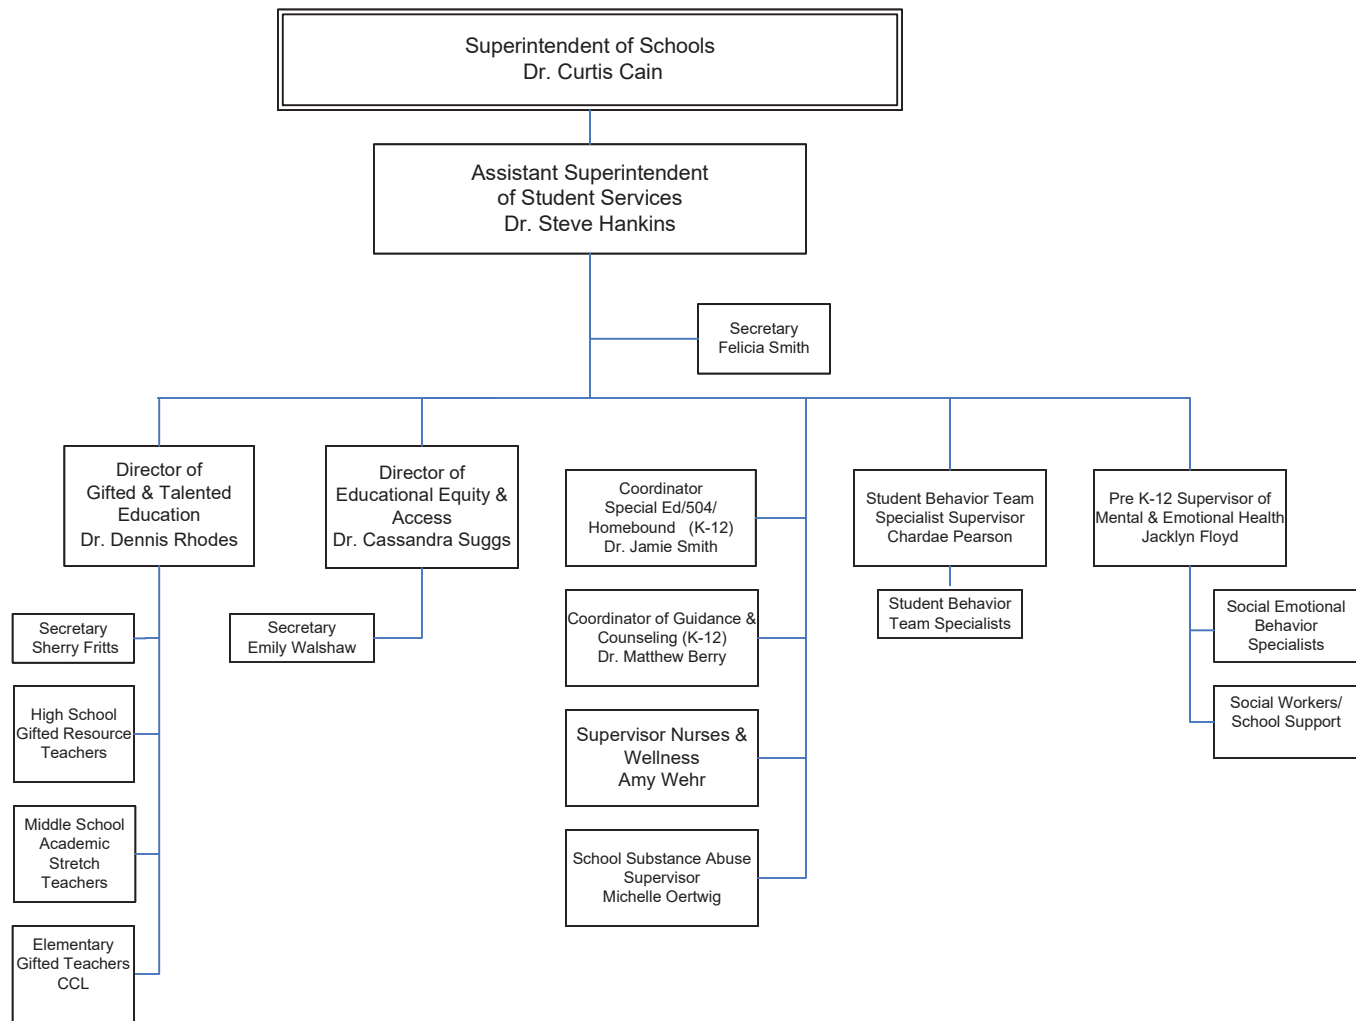 Superintendent of Schools
Dr. Curtis Cain
Assistant Superintendent
of Student Services
Dr. Steve Hankins
Secretary
Felicia Smith
Director of
Gifted & Talented
Education
Dr. Dennis Rhodes
Director of
Educational Equity &
Access
Dr. Cassandra Suggs
Coordinator
Special Ed/504/
Homebound (K-12)
Dr. Jamie Smith
Student Behavior Team
Specialist Supervisor
Chardae Pearson
Pre K-12 Supervisor of
Mental & Emotional Health
Jacklyn Floyd
Secretary
Sherry Fritts
Secretary
Emily Walshaw
Coordinator of Guidance &
Counseling (K-12)
Dr. Matthew Berry
Student Behavior
Team Specialists
Social Emotional
Behavior
Specialists
High School
Gifted Resource
Teachers
Supervisor Nurses &
Wellness
Amy Wehr
Social Workers/
School Support
Middle School
Academic
Stretch
Teachers
School Substance Abuse
Supervisor
Michelle Oertwig
Elementary
Gifted Teachers
CCL